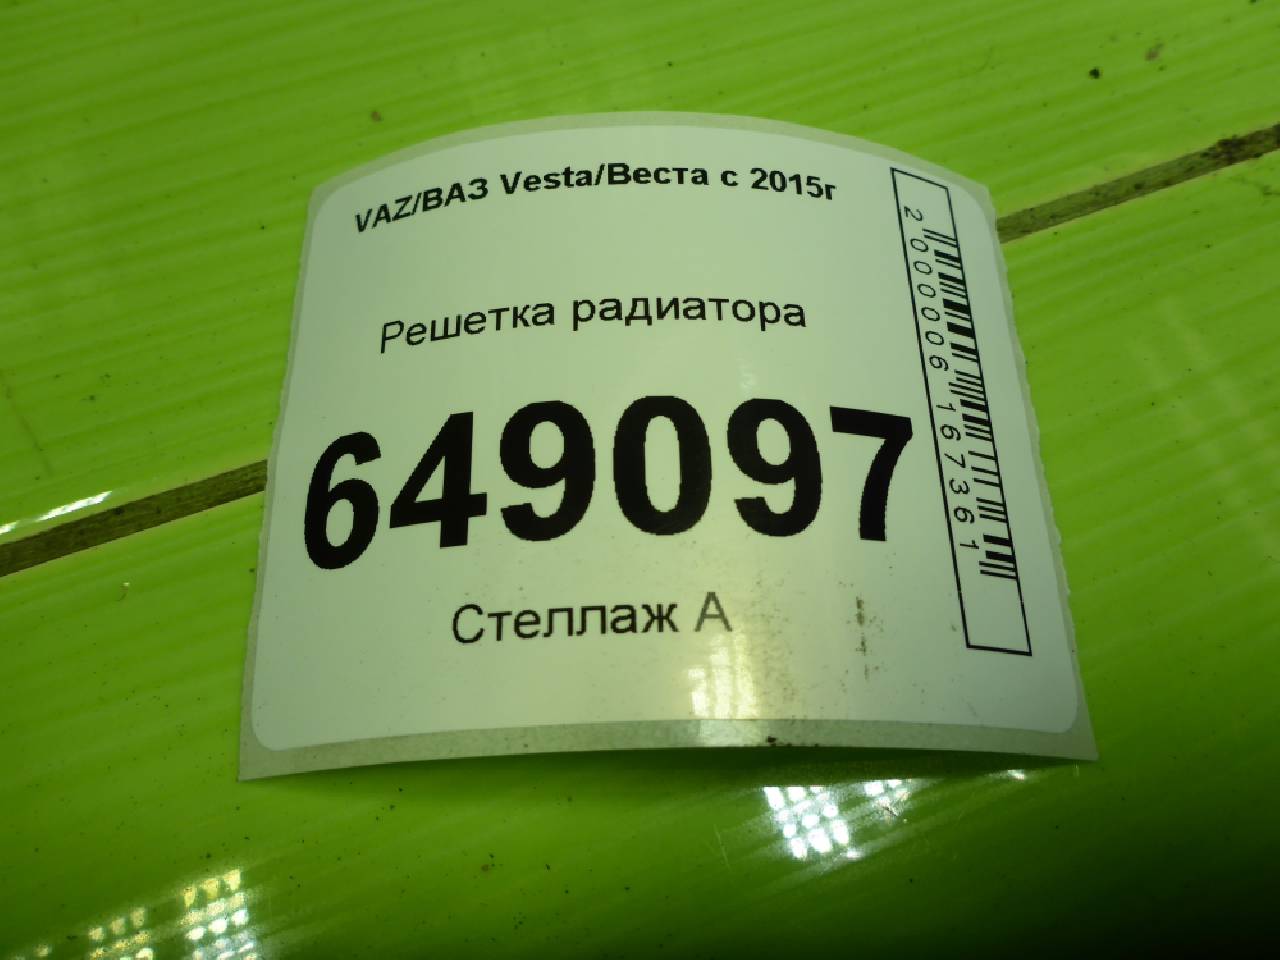 VAZ/ВАЗ Vesta/Веста с 2015г
Решетка радиатора
649097
Стеллаж А
2000006167361